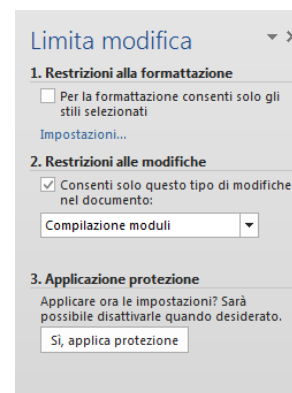 Limita modifica
1. Restrizioni alla formattazione
Per la formattazione consenti solo gli
stili selezionati
Impostazioni...
2. Restrizioni alle modifiche
Consenti solo questo tipo di modifiche
nel documento:
Compilazione moduli
3. Applicazione protezione
Applicare ora le impostazioni? Sarà
possibile disattivarle quando desiderato.
Sì, applica protezione